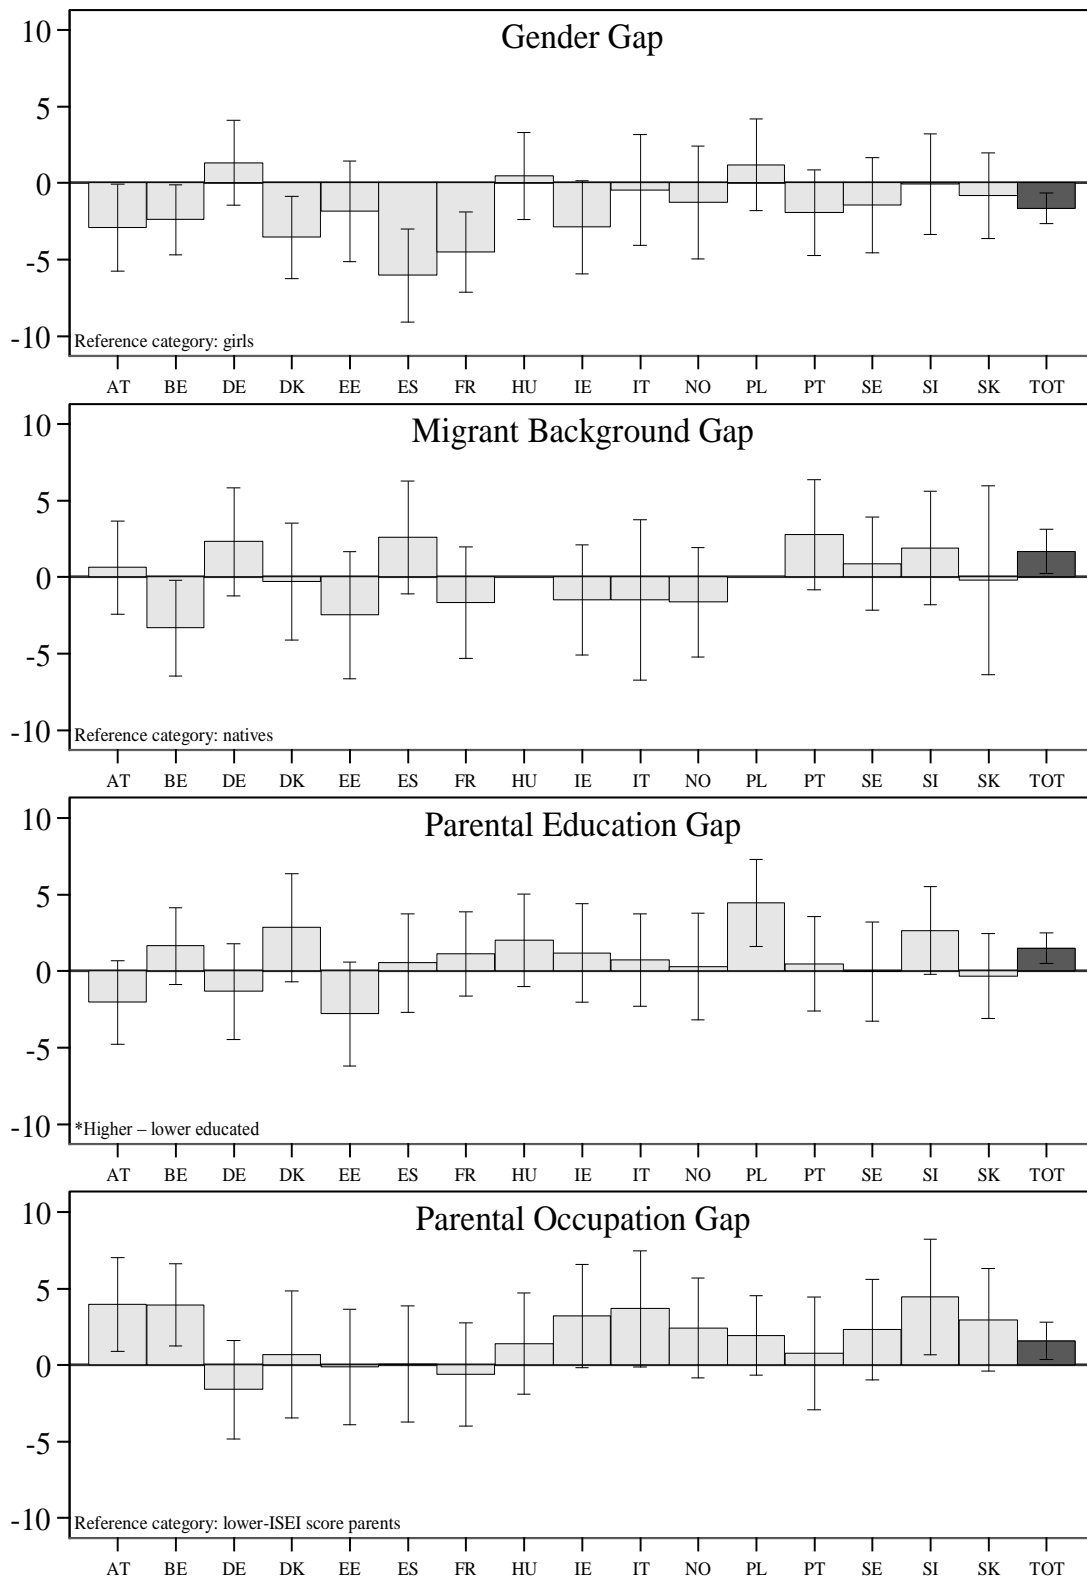 Gender Gap
10
5
0
-5
-10
Reference category: girls
AT BE DE DK EE ES FR HU IE IT NO PL PT SE SI SK TOT
Migrant Background Gap
10
5
0
-5
-10
Reference category: natives
AT BE DE DK EE ES FR HU IE IT NO PL PT SE SI SK TOT
Parental Education Gap
10
5
0
-5
-10
*Higher – lower educated
AT BE DE DK EE ES FR HU IE IT NO PL PT SE SI SK TOT
Parental Occupation Gap
10
5
0
-5
-10
Reference category: lower-ISEI score parents
AT BE DE DK EE ES FR HU IE IT NO PL PT SE SI SK TOT